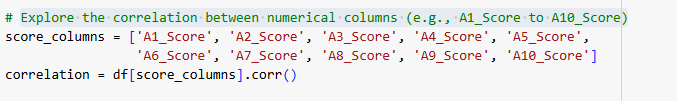 # Explore the correlation between numerical columns (e.g., A1_Score to A10_Score)
score_columns = ['A1_Score', 'A2_Score', 'A3_Score', 'A4_Score', 'A5_Score',
'A6_Score', 'A7_Score', 'A8_Score', 'A9_Score', 'A10_Score']
correlation = df[score_columns].corr()